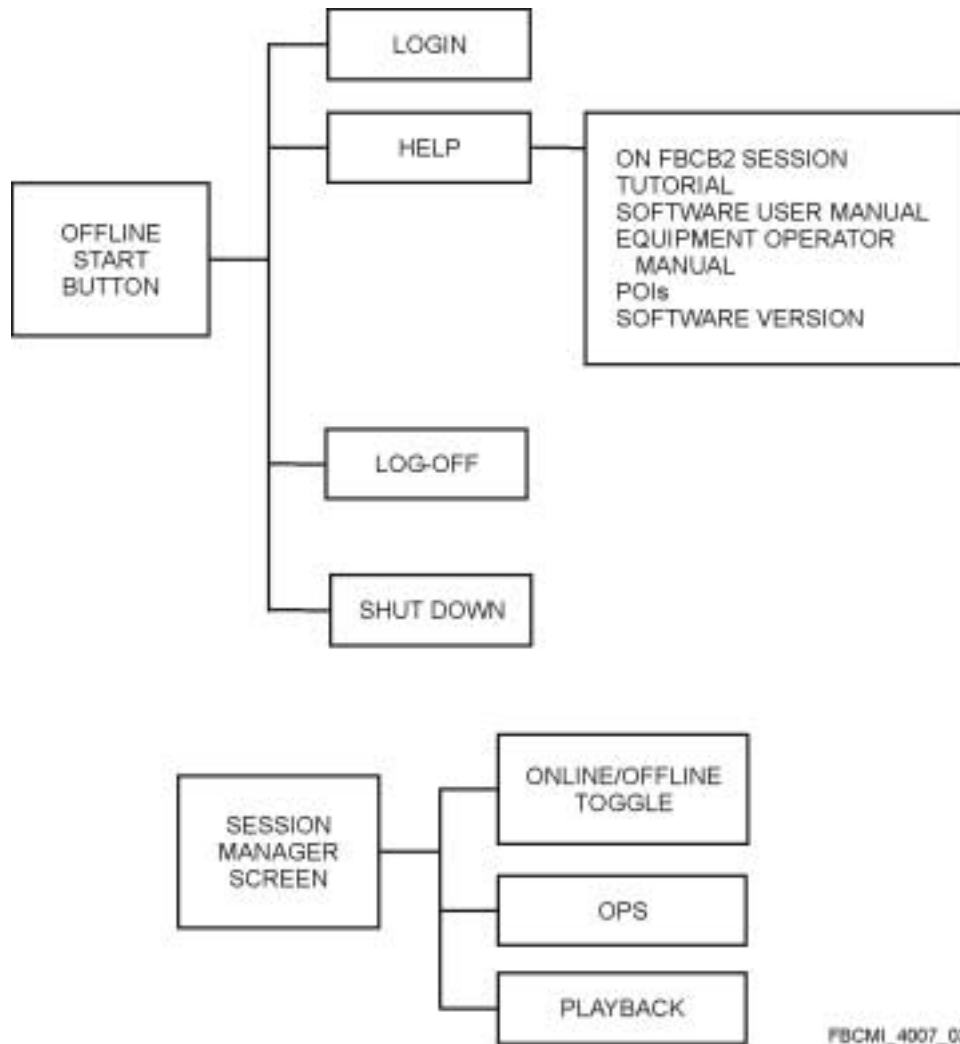 LOGIN
HELP
ON FBCB2 SESSION
TUTORIAL
SOFTWARE USER MANUAL
EQUIPMENT OPERATOR
MANUAL
POIs
SOFTWARE VERSION
OFFLINE
START
BUTTON
LOG-OFF
SHUT DOWN
SESSION
MANAGER
SCREEN
ONLINE/OFFLINE
TOGGLE
OPS
PLAYBACK